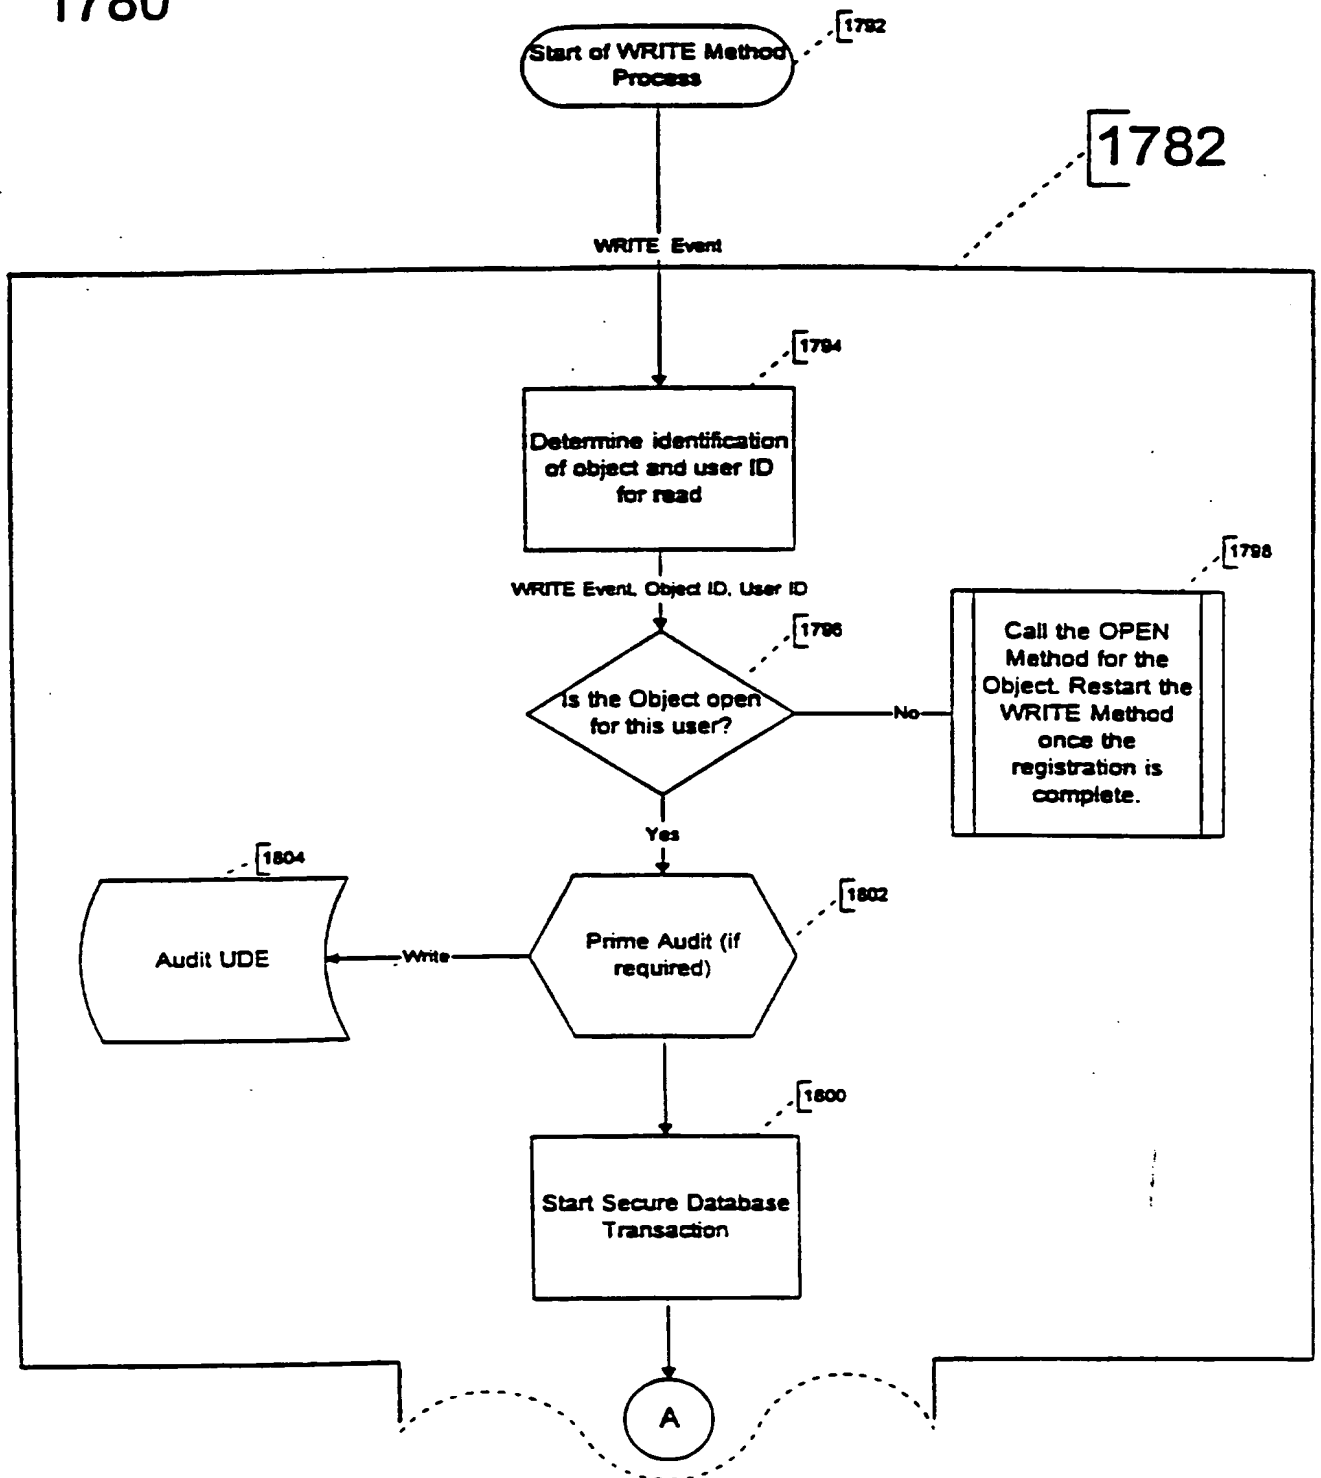 1780
1792
Start of WRITE Method
Process
1782
WRITE Event
1794
Determine identification
of object and user ID
for read
1798
WRITE Event, Object ID, User ID
1796
Call the OPEN
Method for the
Object. Restart the
WRITE Method
once the
registration is
complete.
Is the Object open
for this user?
No
Yes
1804
1802
Audit UDE
Write
Prime Audit (if
required)
1800
Start Secure Database
Transaction
A